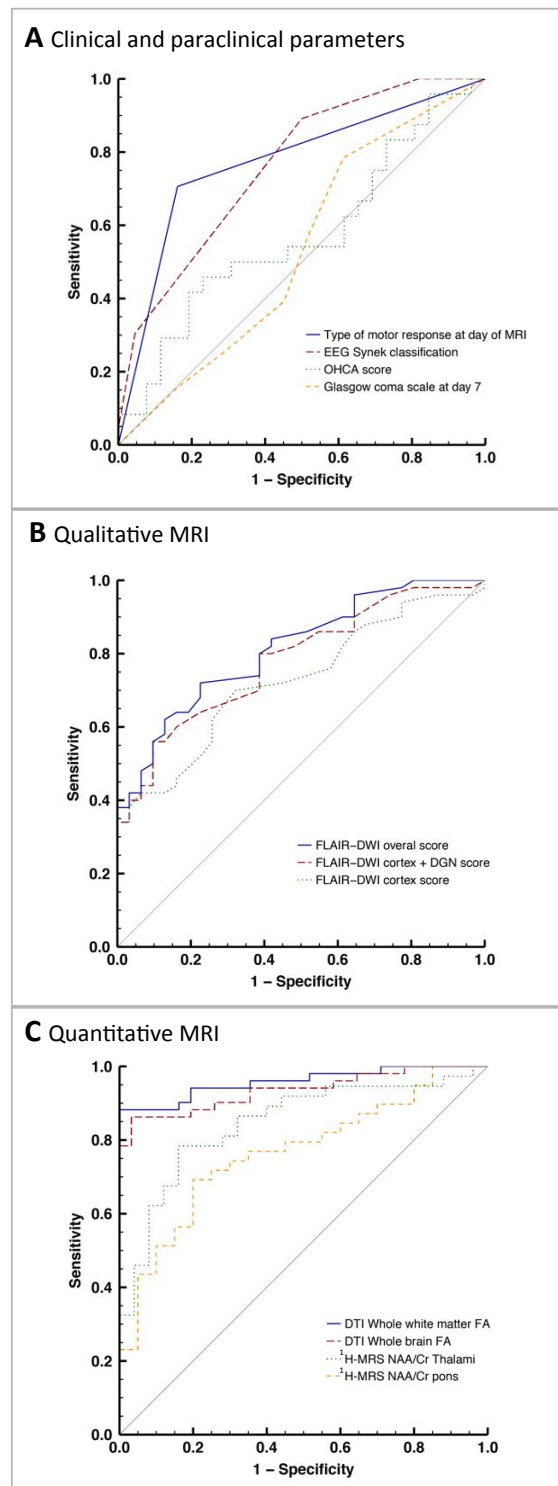 A Clinical and paraclinical parameters
1.0
0.8
0.6
0.4
0.2
0.0
Sensitivity
Type of motor response at day of MRI
EEG Synek classification
OHCA score
Glasgow coma scale at day 7
0.0 0.2 0.4 0.6 0.8 1.0
1 – Specificity
B Qualitative MRI
1.0
0.8
0.6
0.4
0.2
0.0
Sensitivity
FLAIR–DWI overal score
FLAIR–DWI cortex + DGN score
FLAIR–DWI cortex score
0.0 0.2 0.4 0.6 0.8 1.0
1 – Specificity
C Quantitative MRI
1.0
0.8
0.6
0.4
0.2
0.0
Sensitivity
DTI Whole white matter FA
DTI Whole brain FA
¹H–MRS NAA/Cr Thalami
¹H–MRS NAA/Cr pons
0.0 0.2 0.4 0.6 0.8 1.0
1 – Specificity